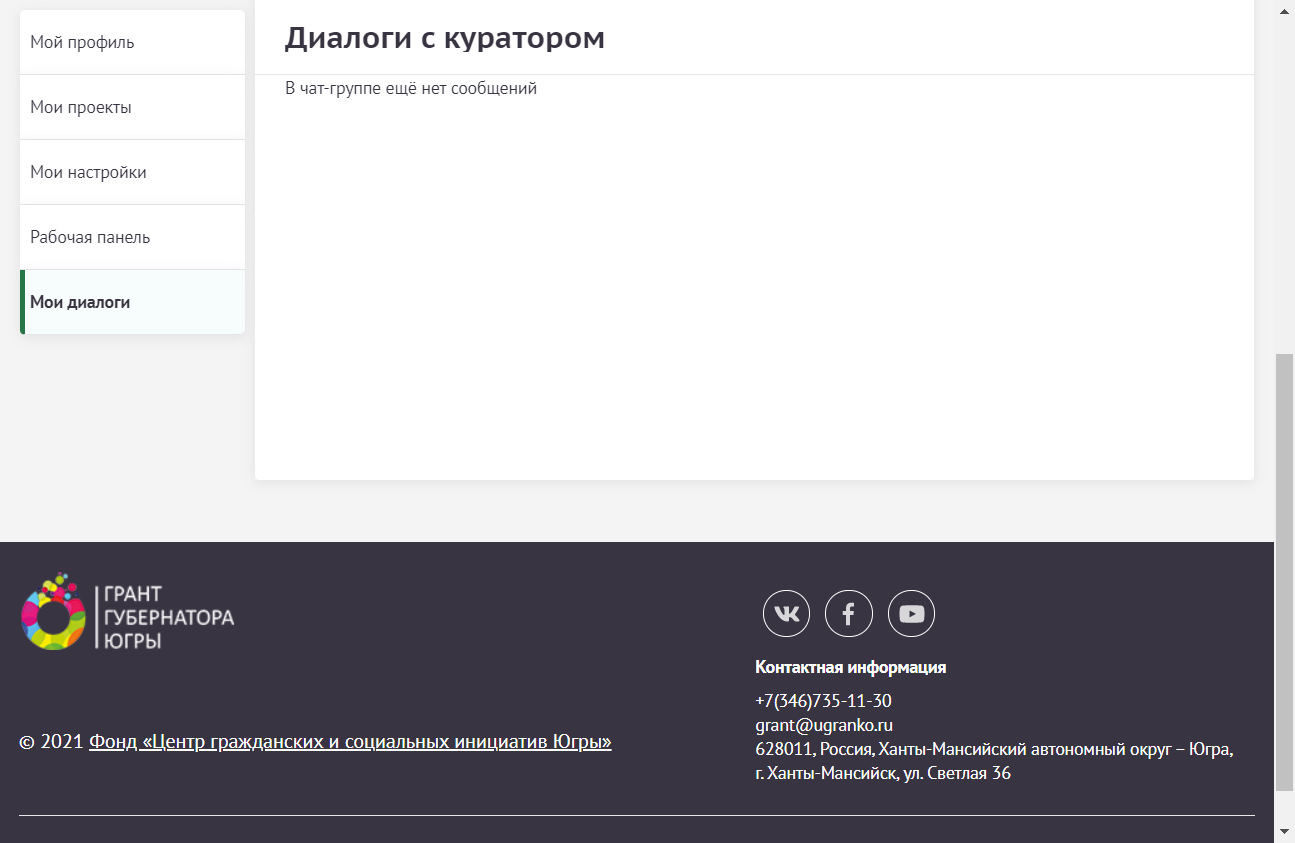 Мой профиль
Мои проекты
Мои настройки
Рабочая панель
Мои диалоги
Диалоги с куратором
В чат-группе ещё нет сообщений
ГРАНТ
ГУБЕРНАТОРА
ЮГРЫ
© 2021 Фонд «Центр гражданских и социальных инициатив Югры»
Контактная информация
+7(346)735-11-30
grant@ugranko.ru
628011, Россия, Ханты-Мансийский автономный округ – Югра,
г. Ханты-Мансийск, ул. Светлая 36